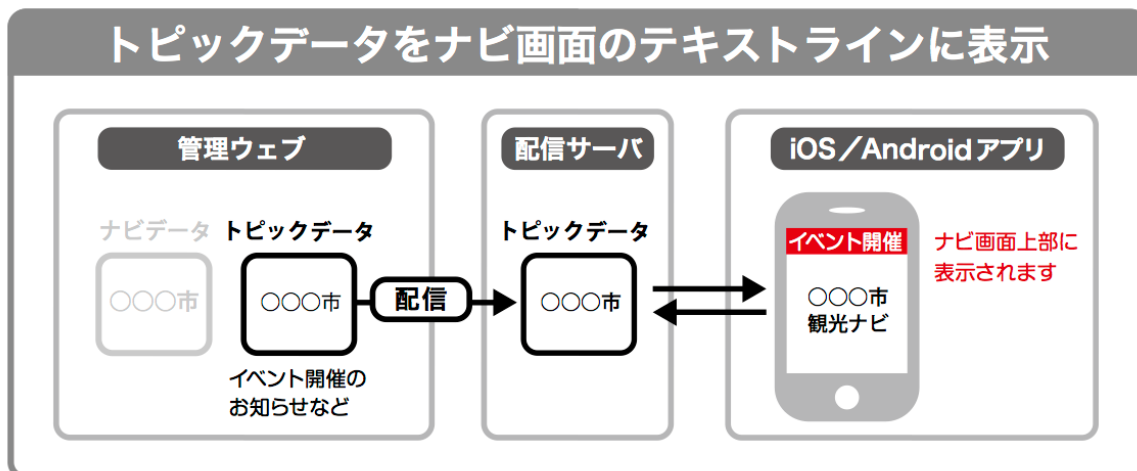 トピックデータをナビ画面のテキストラインに表示
管理ウェブ
ナビデータ
○○○市
トピックデータ
○○○市
イベント開催の
お知らせなど
配信
配信サーバ
トピックデータ
○○○市
iOS／Androidアプリ
イベント開催
○○○市
観光ナビ
ナビ画面上部に
表示されます